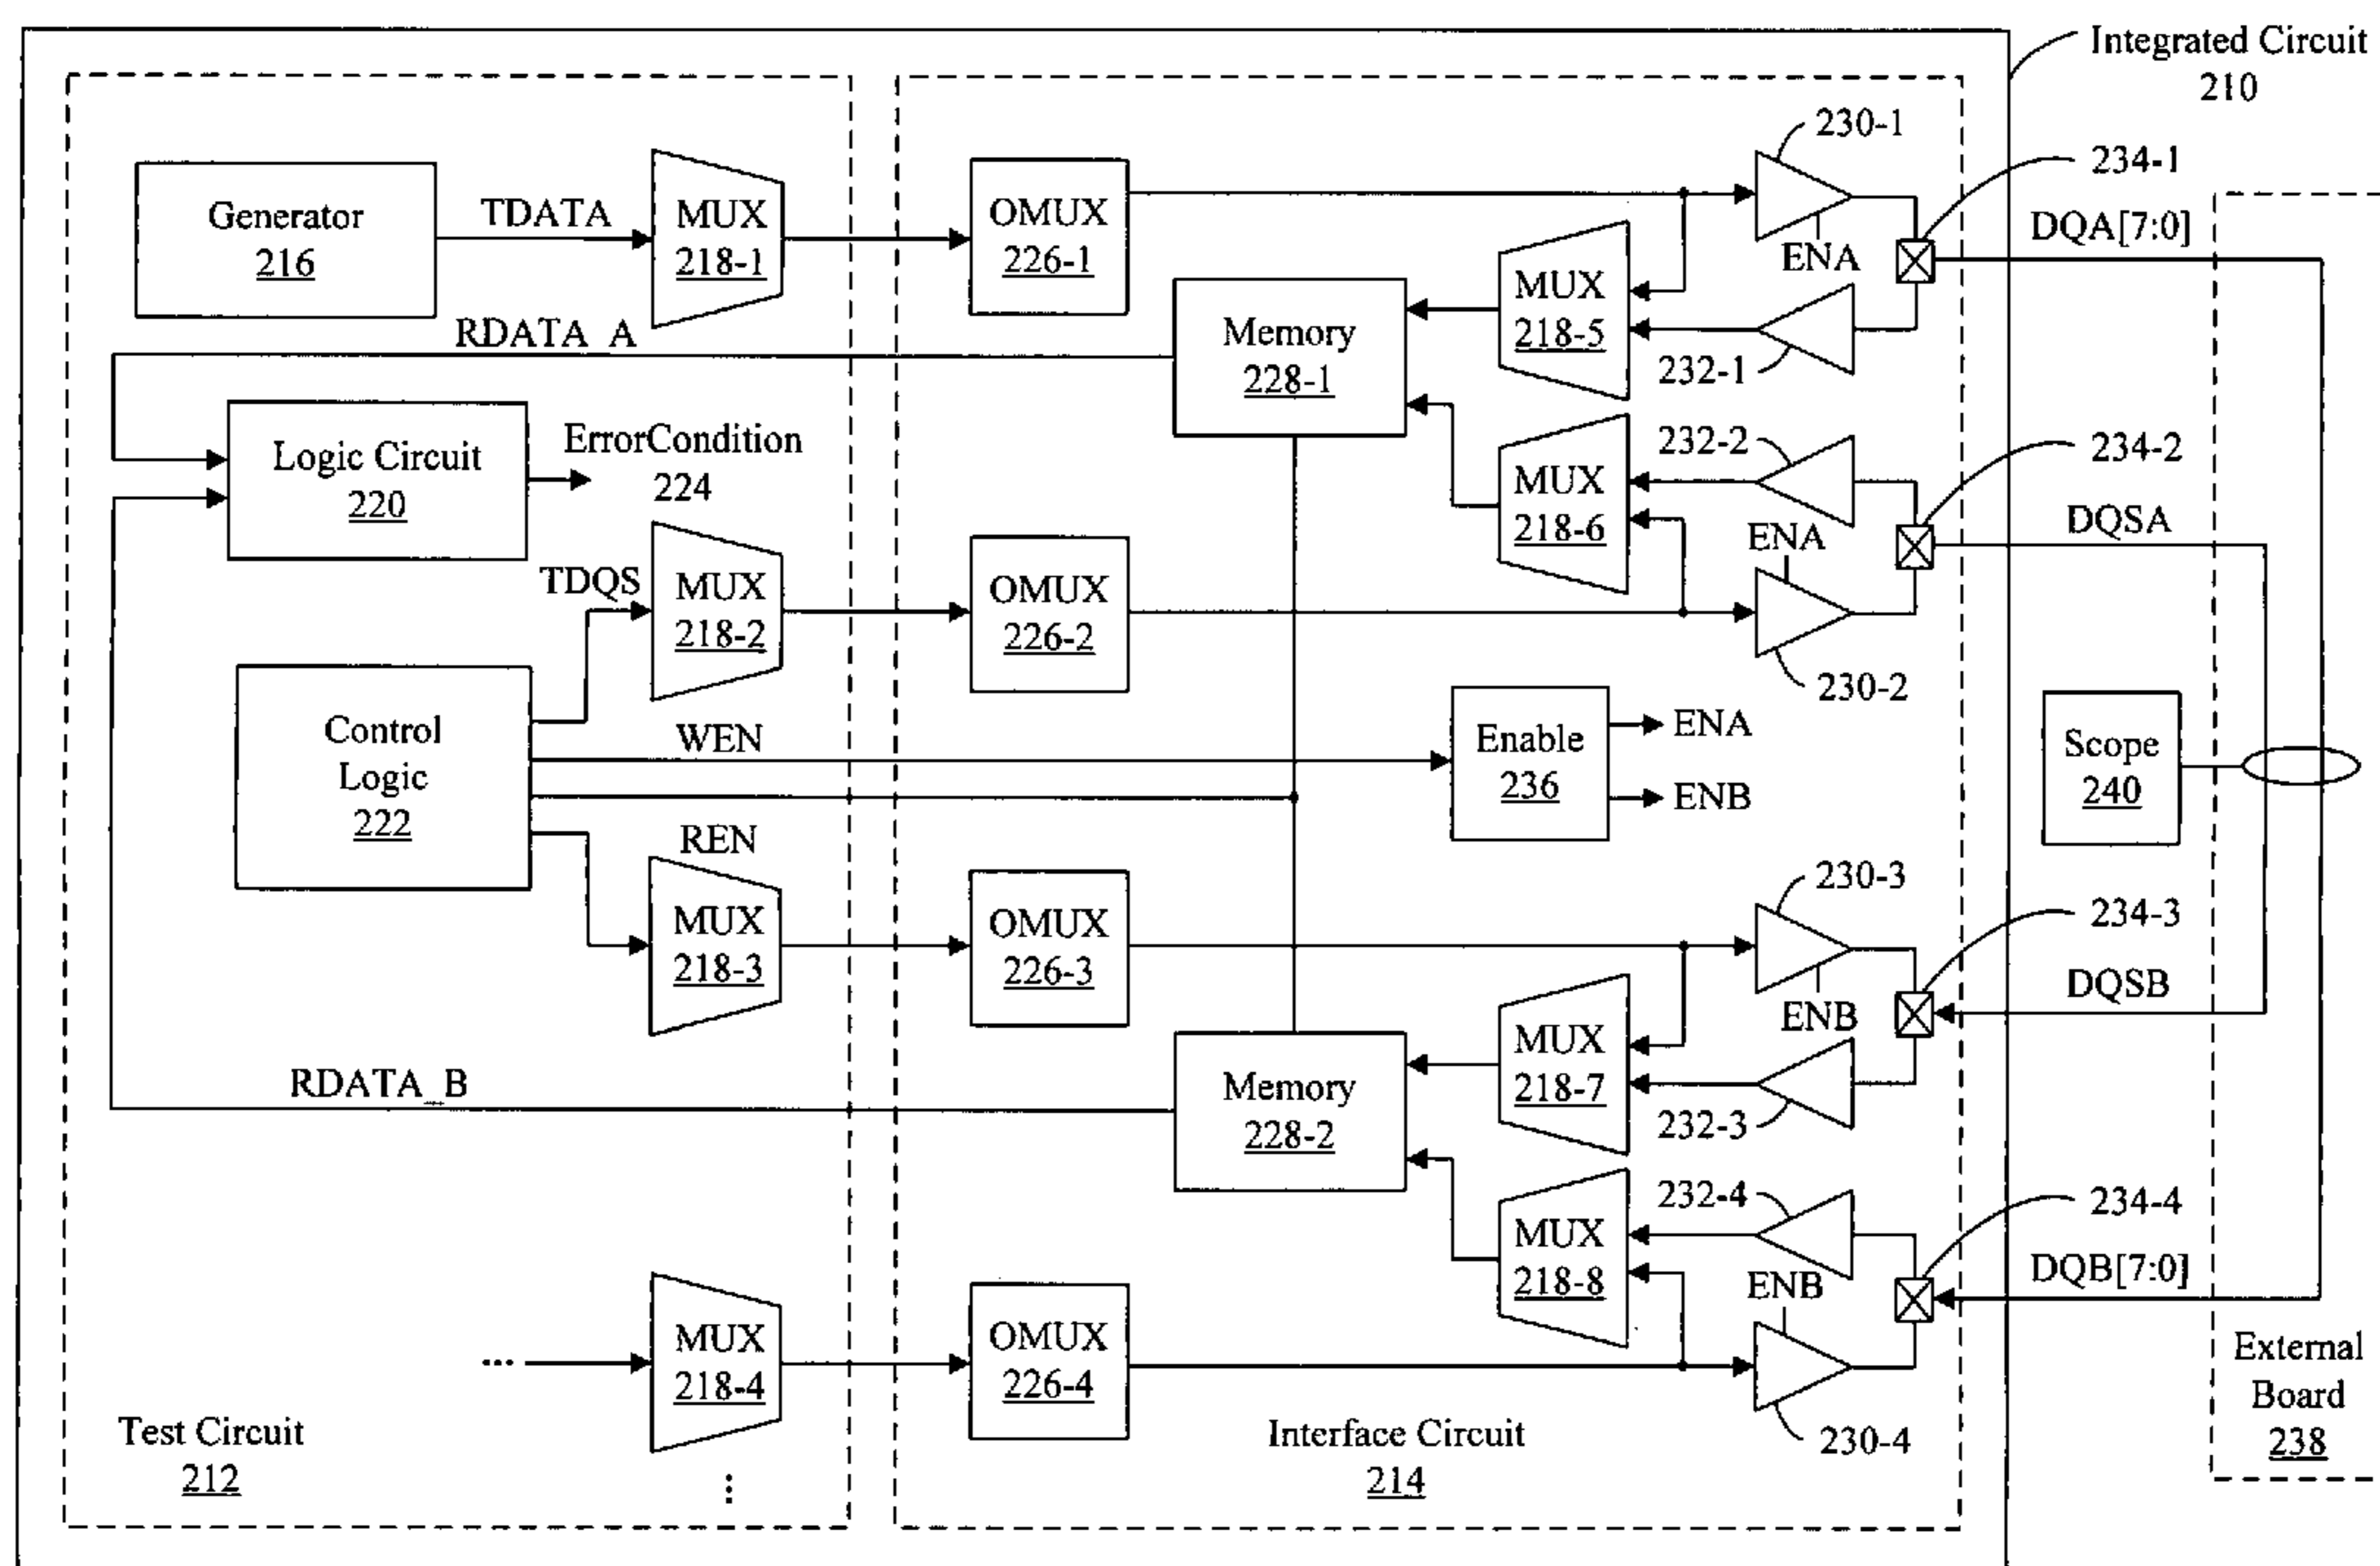 Integrated Circuit
210
230-1
234-1
Generator
216
TDATA
MUX
218-1
OMUX
226-1
ENA
DQA[7:0]
MUX
218-5
232-1
RDATA_A
Memory
228-1
Logic Circuit
220
ErrorCondition
224
232-2
234-2
MUX
218-6
ENA
DQSA
TDQS
MUX
218-2
OMUX
226-2
230-2
Control
Logic
222
WEN
Enable
236
ENA
ENB
Scope
240
REN
230-3
234-3
MUX
218-3
OMUX
226-3
ENB
DQSB
MUX
218-7
232-3
RDATA_B
Memory
228-2
232-4
234-4
MUX
218-8
ENB
DQB[7:0]
...
MUX
218-4
OMUX
226-4
230-4
External
Board
238
Test Circuit
212
Interface Circuit
214